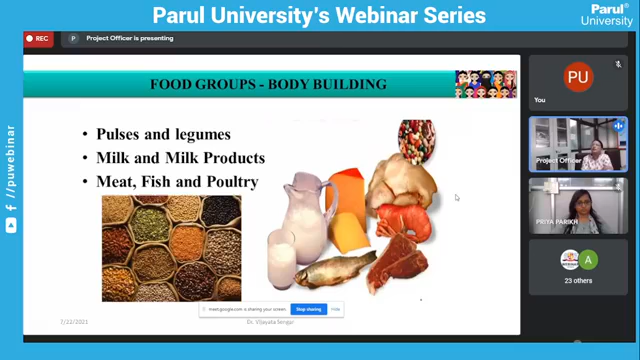 Parul University's Webinar Series
Parul®
University
REC
P
Project Officer is presenting
FOOD GROUPS - BODY BUILDING
• Pulses and legumes
• Milk and Milk Products
• Meat, Fish and Poultry
PU
You
Project Officer
PRIYA PARIKH
A
23 others
meet.google.com is sharing your screen.
Stop sharing
Hide
7/22/2021
Dr. Vijayata Sengar
//puwebinar